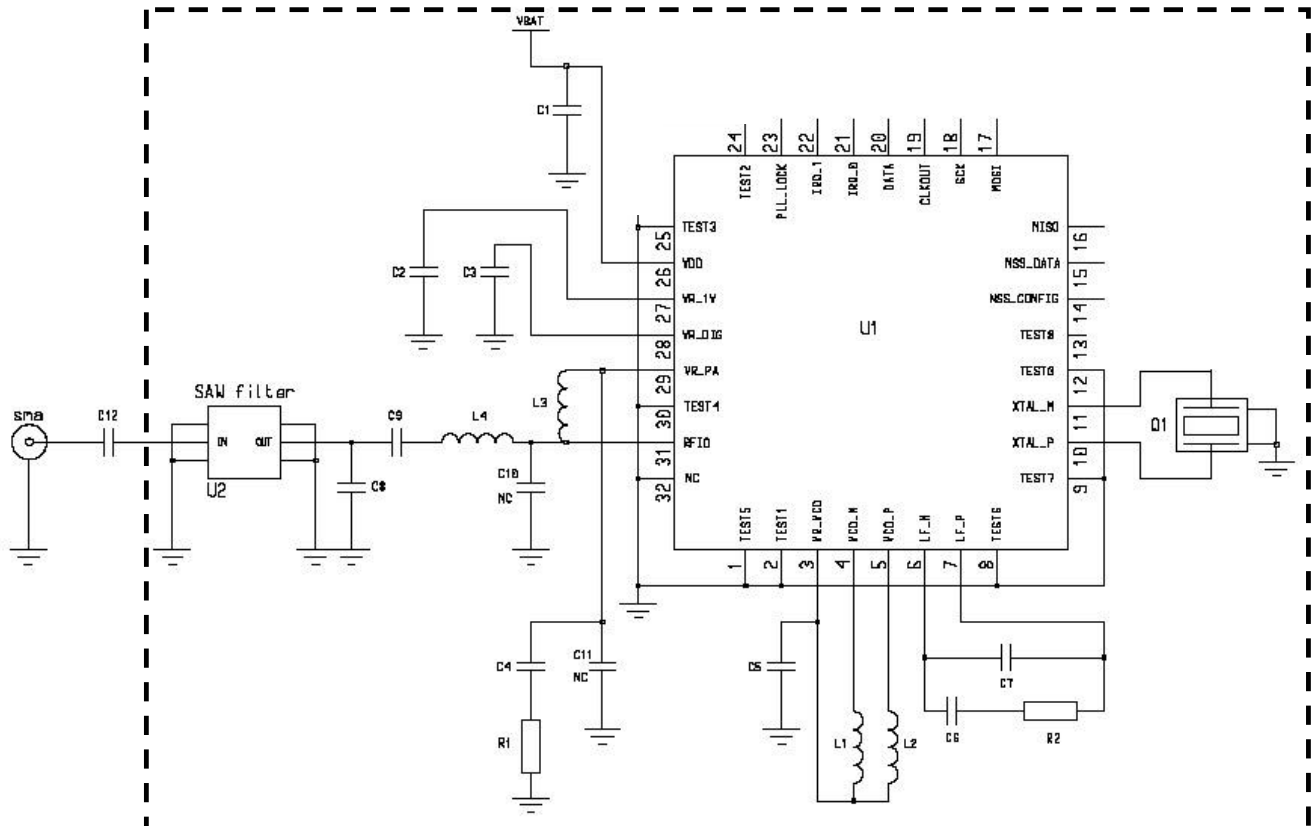 VBAT
C1
24 23 22 21 20 19 18 17
TEST2 PLL_LOCK IRQ_1 IRQ_0 DATA CLKOUT SCK MOSI
TEST3
25
VDD
26
VR_1V
27
VR_DIG
28
VR_PA
29
TEST4
30
RFIO
31
NC
32
MISO
16
NSS_DATA
15
NSS_CONFIG
14
TEST8
13
12
XTAL_M
11
XTAL_P
10
TEST7
9
U1
C2
C3
SAW filter
sma
C12
IN
OUT
U2
C8
C9
L4
L3
C10
NC
Q1
TEST5 TEST1 VR_VCO VCO_M VCO_P LF_M LF_P TEST6
1 2 3 4 5 6 7 8
C4
C11
NC
R1
C5
L1
L2
C7
C6
R2